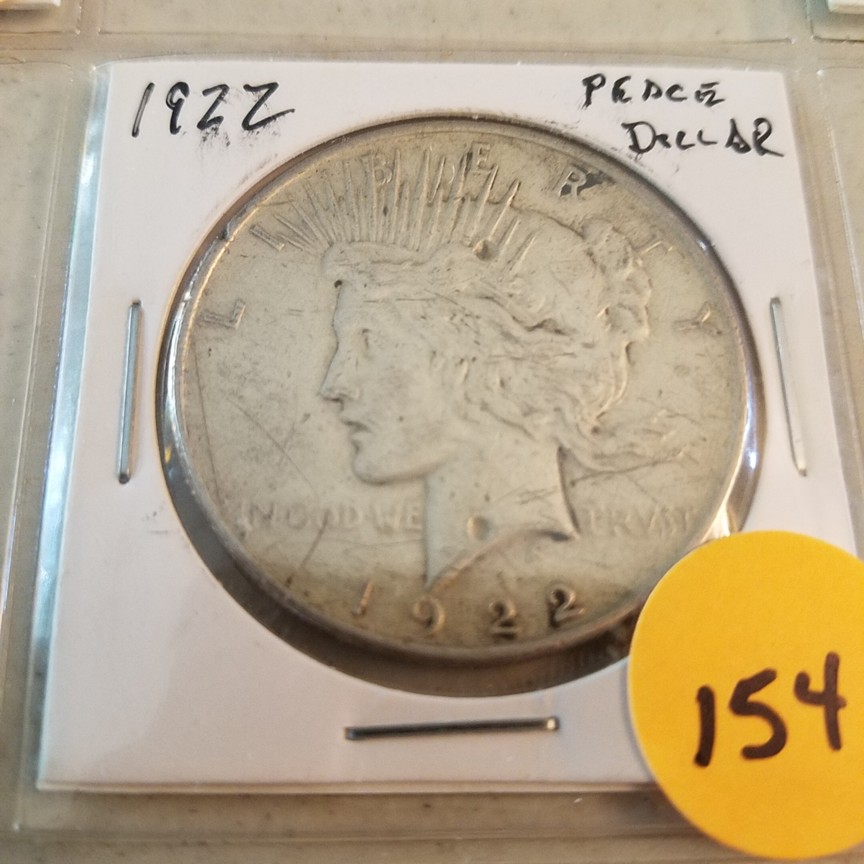 1922
PEACE
DOLLAR
LIBERTY
IN GOD WE TRVST
1922
154